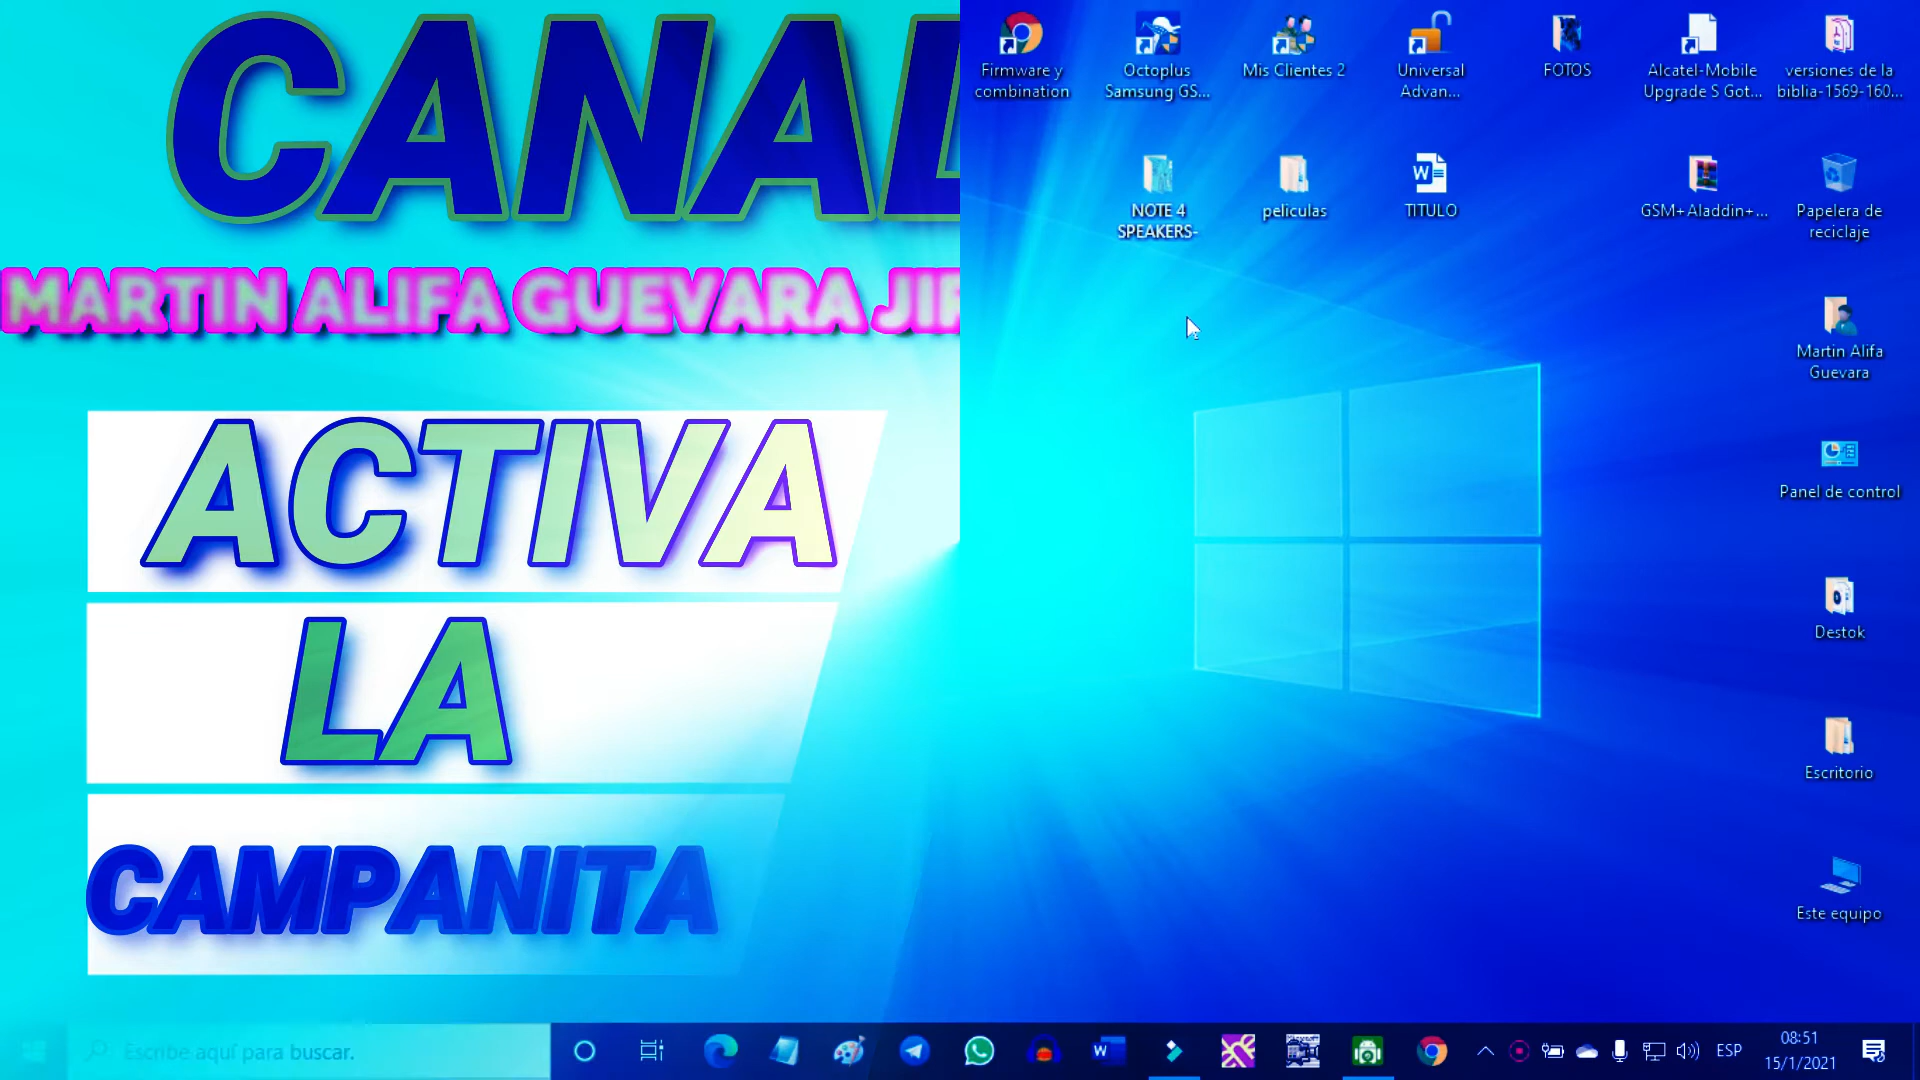 CANAL
MARTIN ALIFA GUEVARA
ACTIVA
LA
CAMPANITA
Firmware y
combination
Octoplus
Samsung GS...
Mis Clientes 2
Universal
Advan...
FOTOS
Alcatel-Mobile
Upgrade S Got...
versiones de la
biblia-1569-160...
NOTE 4
SPEAKERS-
peliculas
TITULO
GSM+Aladdin+...
Papelera de
reciclaje
Martin Alifa
Guevara
Panel de control
Destok
Escritorio
Este equipo
Escribe aquí para buscar.
ESP
08:51
15/1/2021